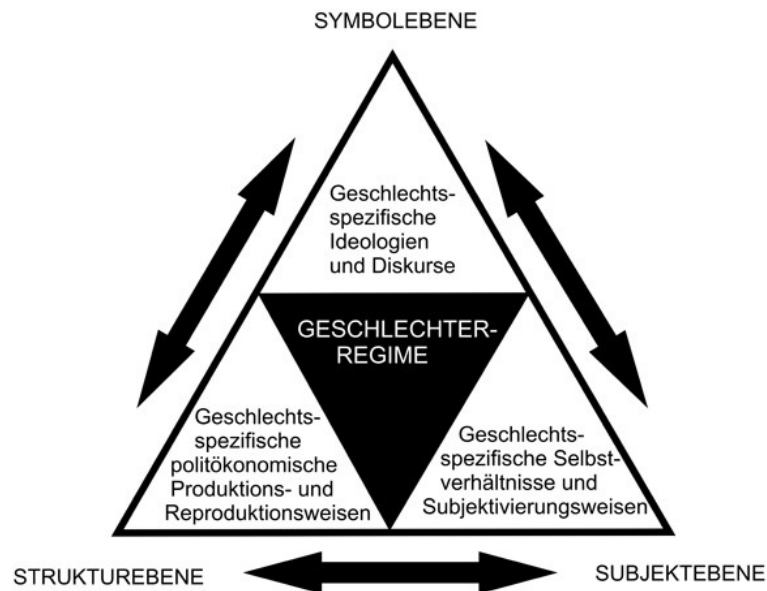 SYMBOLEBENE
Geschlechts-
spezifische
Ideologien
und Diskurse
GESCHLECHTER-
REGIME
Geschlechts-
spezifische
politökonomische
Produktions- und
Reproduktionsweisen
Geschlechts-
spezifische Selbst-
verhältnisse und
Subjektivierungsweisen
STRUKTUREBENE
SUBJEKTEBENE